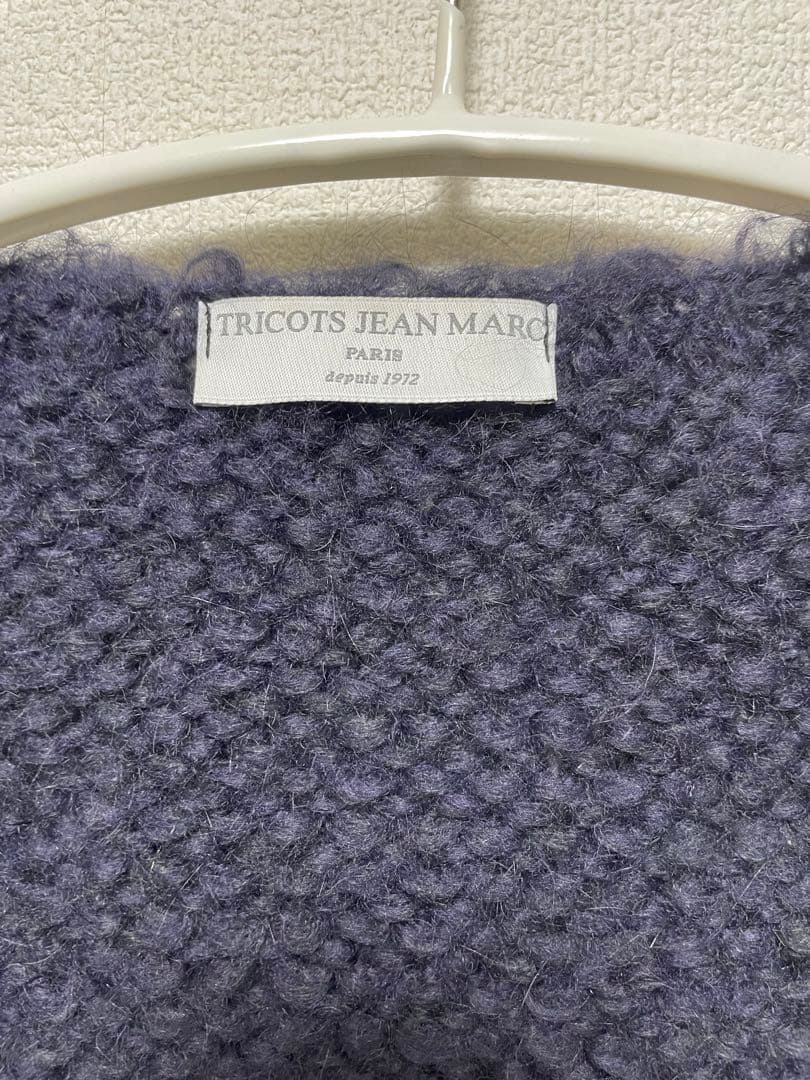 TRICOTS JEAN MARC
PARIS
depuis 1972